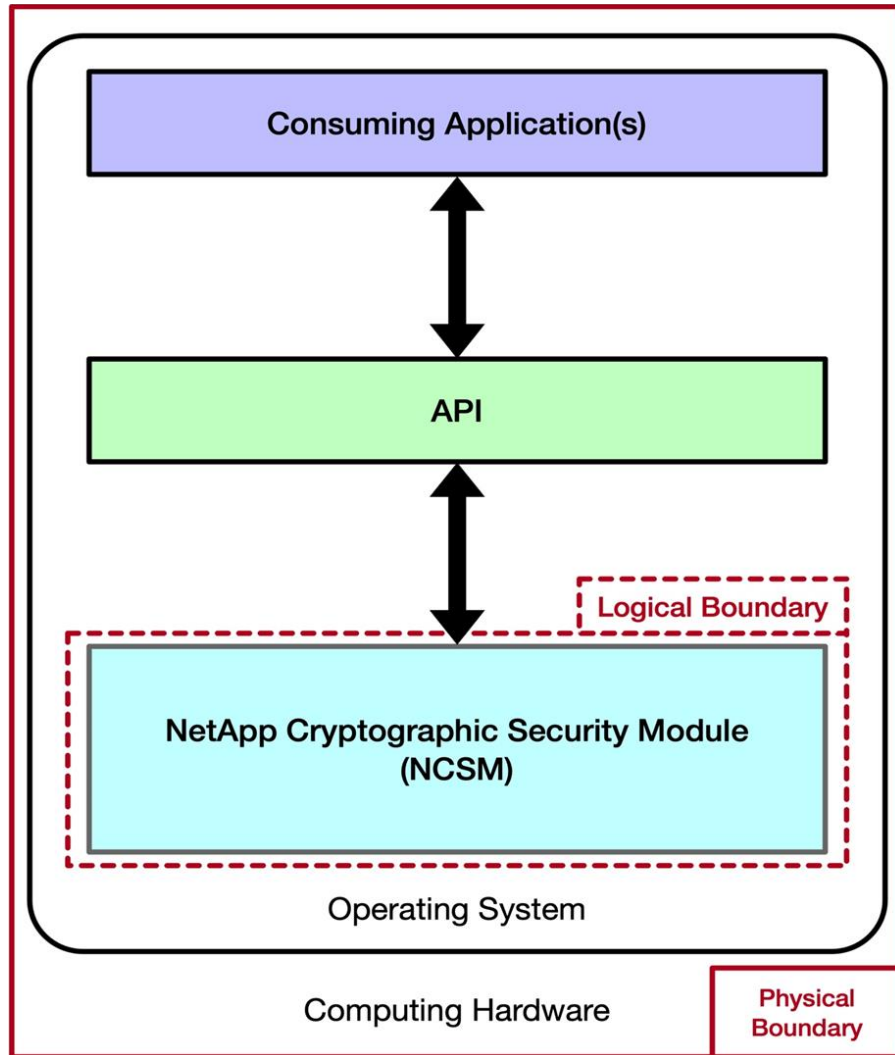 Consuming Application(s)
API
Logical Boundary
NetApp Cryptographic Security Module
(NCSM)
Operating System
Computing Hardware
Physical
Boundary